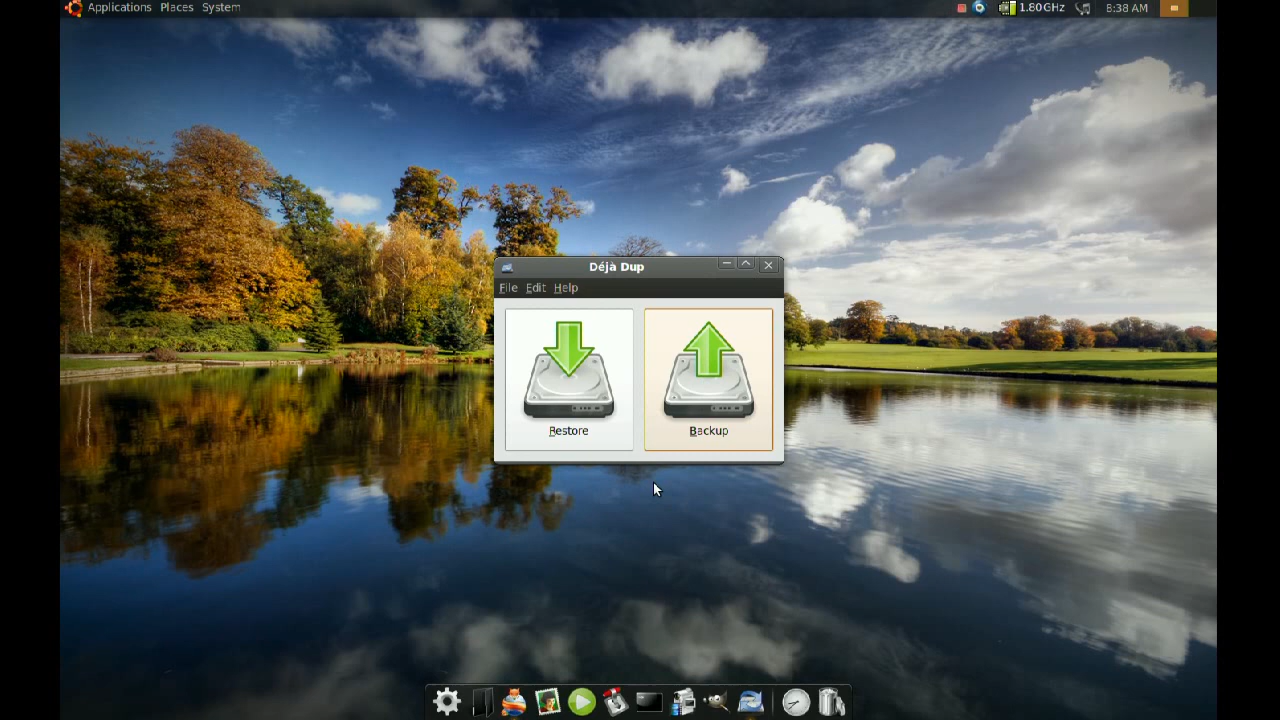 Applications Places System 1.80GHz 8:38 AM
Déjà Dup
File Edit Help
Restore Backup